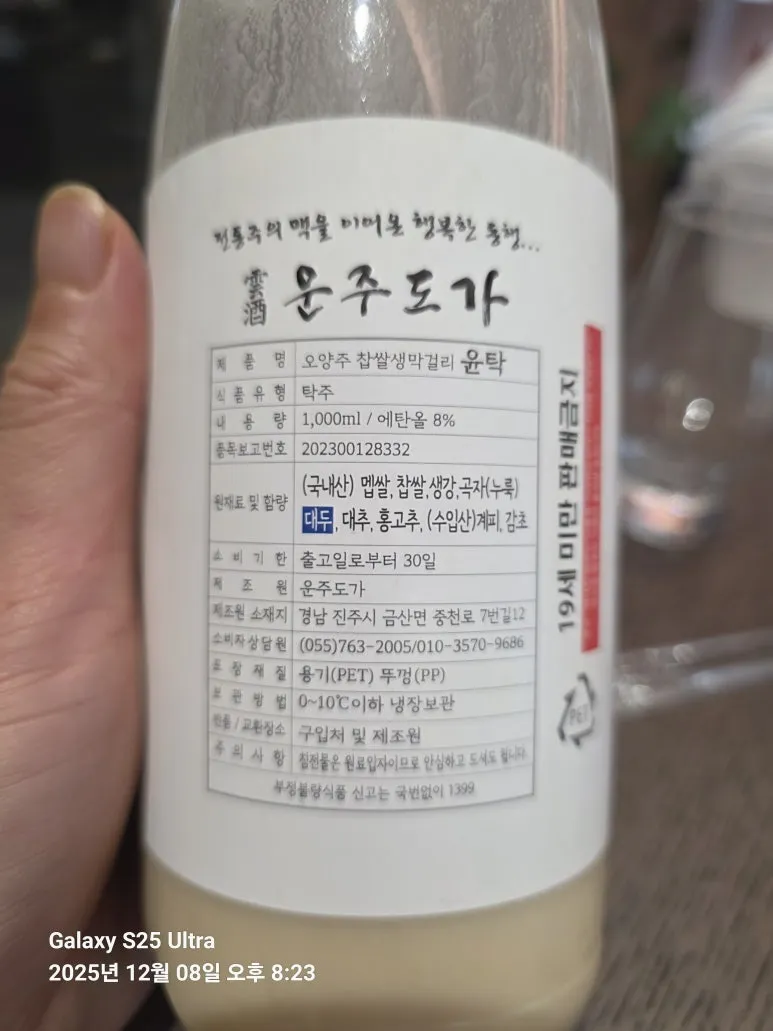 전통주의 맥을 이어온 행복한 동행...
雲酒 운주도가
제품명 오양주 찹쌀생막걸리 윤탁
식품유형 탁주
내용량 1,000ml / 에탄올 8%
품목보고번호 202300128332
원재료 및 함량 (국내산) 멥쌀, 찹쌀,생강,곡자(누룩)
대두, 대추, 홍고추, (수입산)계피, 감초
소비기한 출고일로부터 30일
제조원 운주도가
제조원 소재지 경남 진주시 금산면 중천로 7번길12
소비자상담원 (055)763-2005/010-3570-9686
포장재질 용기(PET) 뚜껑(PP)
보관방법 0~10℃이하 냉장보관
반품/교환장소 구입처 및 제조원
주의사항 침전물은 원료입자이므로 안심하고 드셔도 됩니다.
부정불량식품 신고는 국번없이 1399
19세미만 판매금지
PET
Galaxy S25 Ultra
2025년 12월 08일 오후 8:23